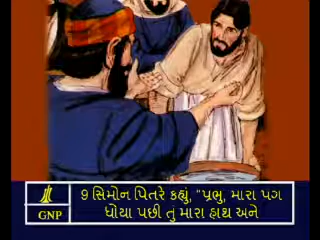 9 સિમોન પિતરે કહ્યું, "પ્રભુ, મારા પગ
ધોયા પછી તું મારા હાથ અને
GNP